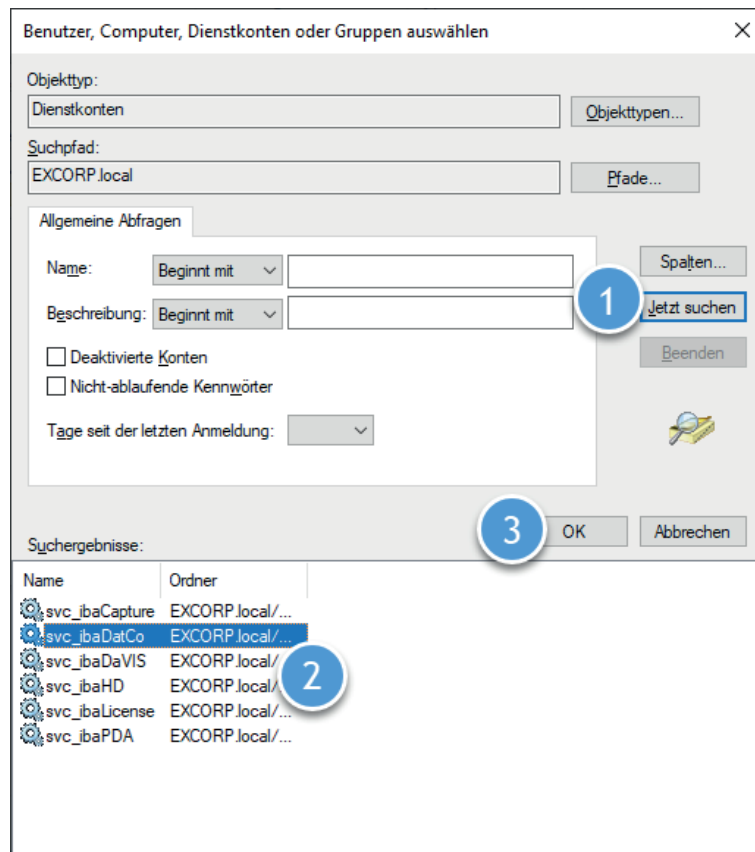 Benutzer, Computer, Dienstkonten oder Gruppen auswählen
Objekttyp:
Dienstkonten
Objekttypen...
Suchpfad:
EXCORP.local
Pfade...
Allgemeine Abfragen
Name:
Beginnt mit
Spalten...
Beschreibung:
Beginnt mit
1
Jetzt suchen
Deaktivierte Konten
Beenden
Nicht-ablaufende Kennwörter
Tage seit der letzten Anmeldung:
3
OK
Abbrechen
Suchergebnisse:
Name Ordner
svc_ibaCapture EXCORP.local/...
svc_ibaDatCo EXCORP.local/...
svc_ibaDaVIS EXCORP.local/...
2
svc_ibaHD EXCORP.local/...
svc_ibaLicense EXCORP.local/...
svc_ibaPDA EXCORP.local/...